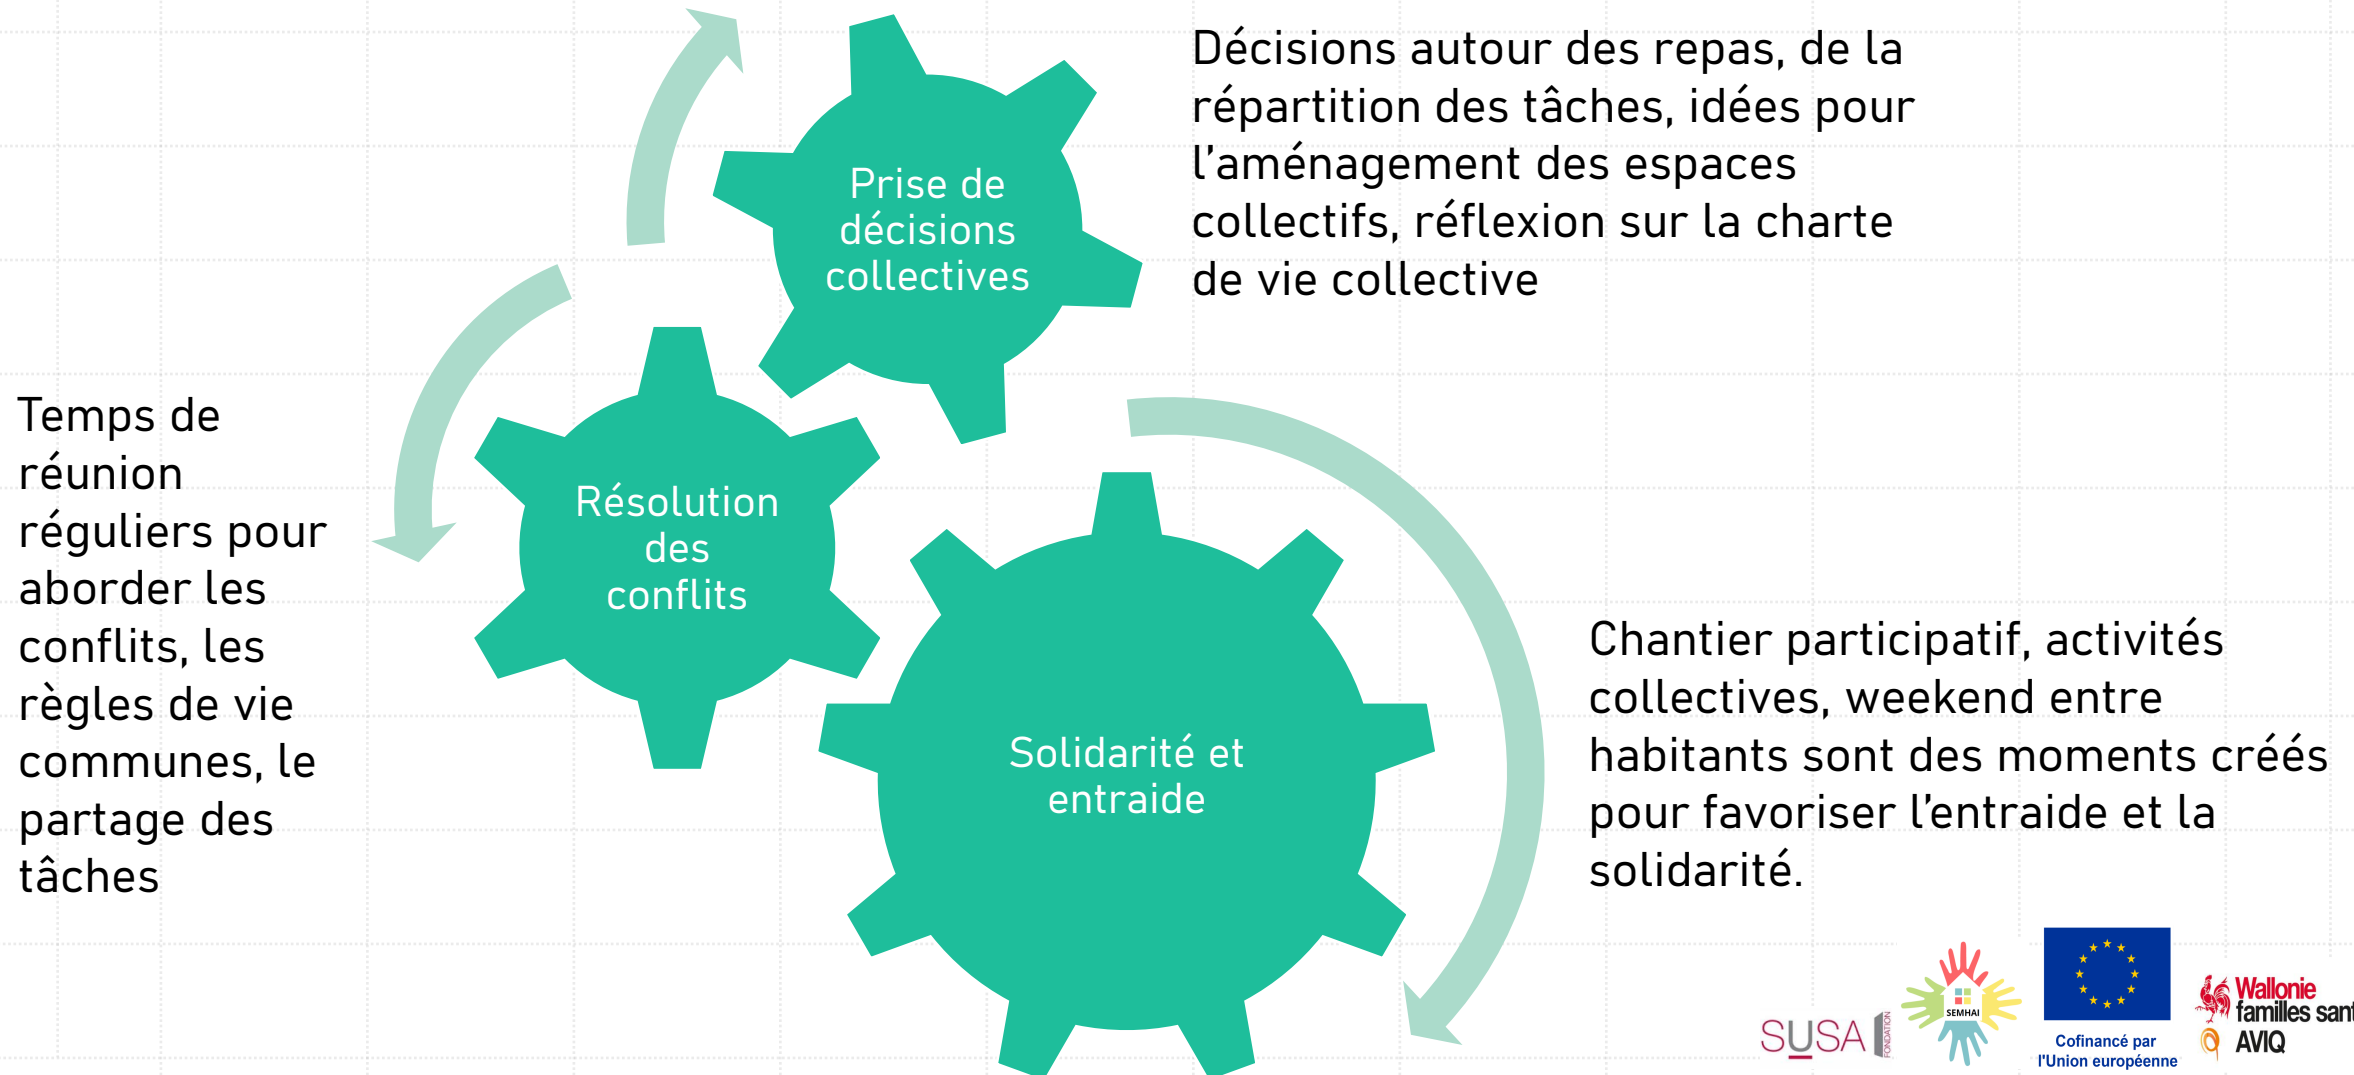 Décisions autour des repas, de la
répartition des tâches, idées pour
l'aménagement des espaces
collectifs, réflexion sur la charte
de vie collective
Prise de
décisions
collectives
Temps de
réunion
réguliers pour
aborder les
conflits, les
règles de vie
communes, le
partage des
tâches
Résolution
des
conflits
Solidarité et
entraide
Chantier participatif, activités
collectives, weekend entre
habitants sont des moments créés
pour favoriser l'entraide et la
solidarité.
SUSA
FONDATION
SEMHAI
Cofinancé par
l'Union européenne
Wallonie
familles sant
AVIQ